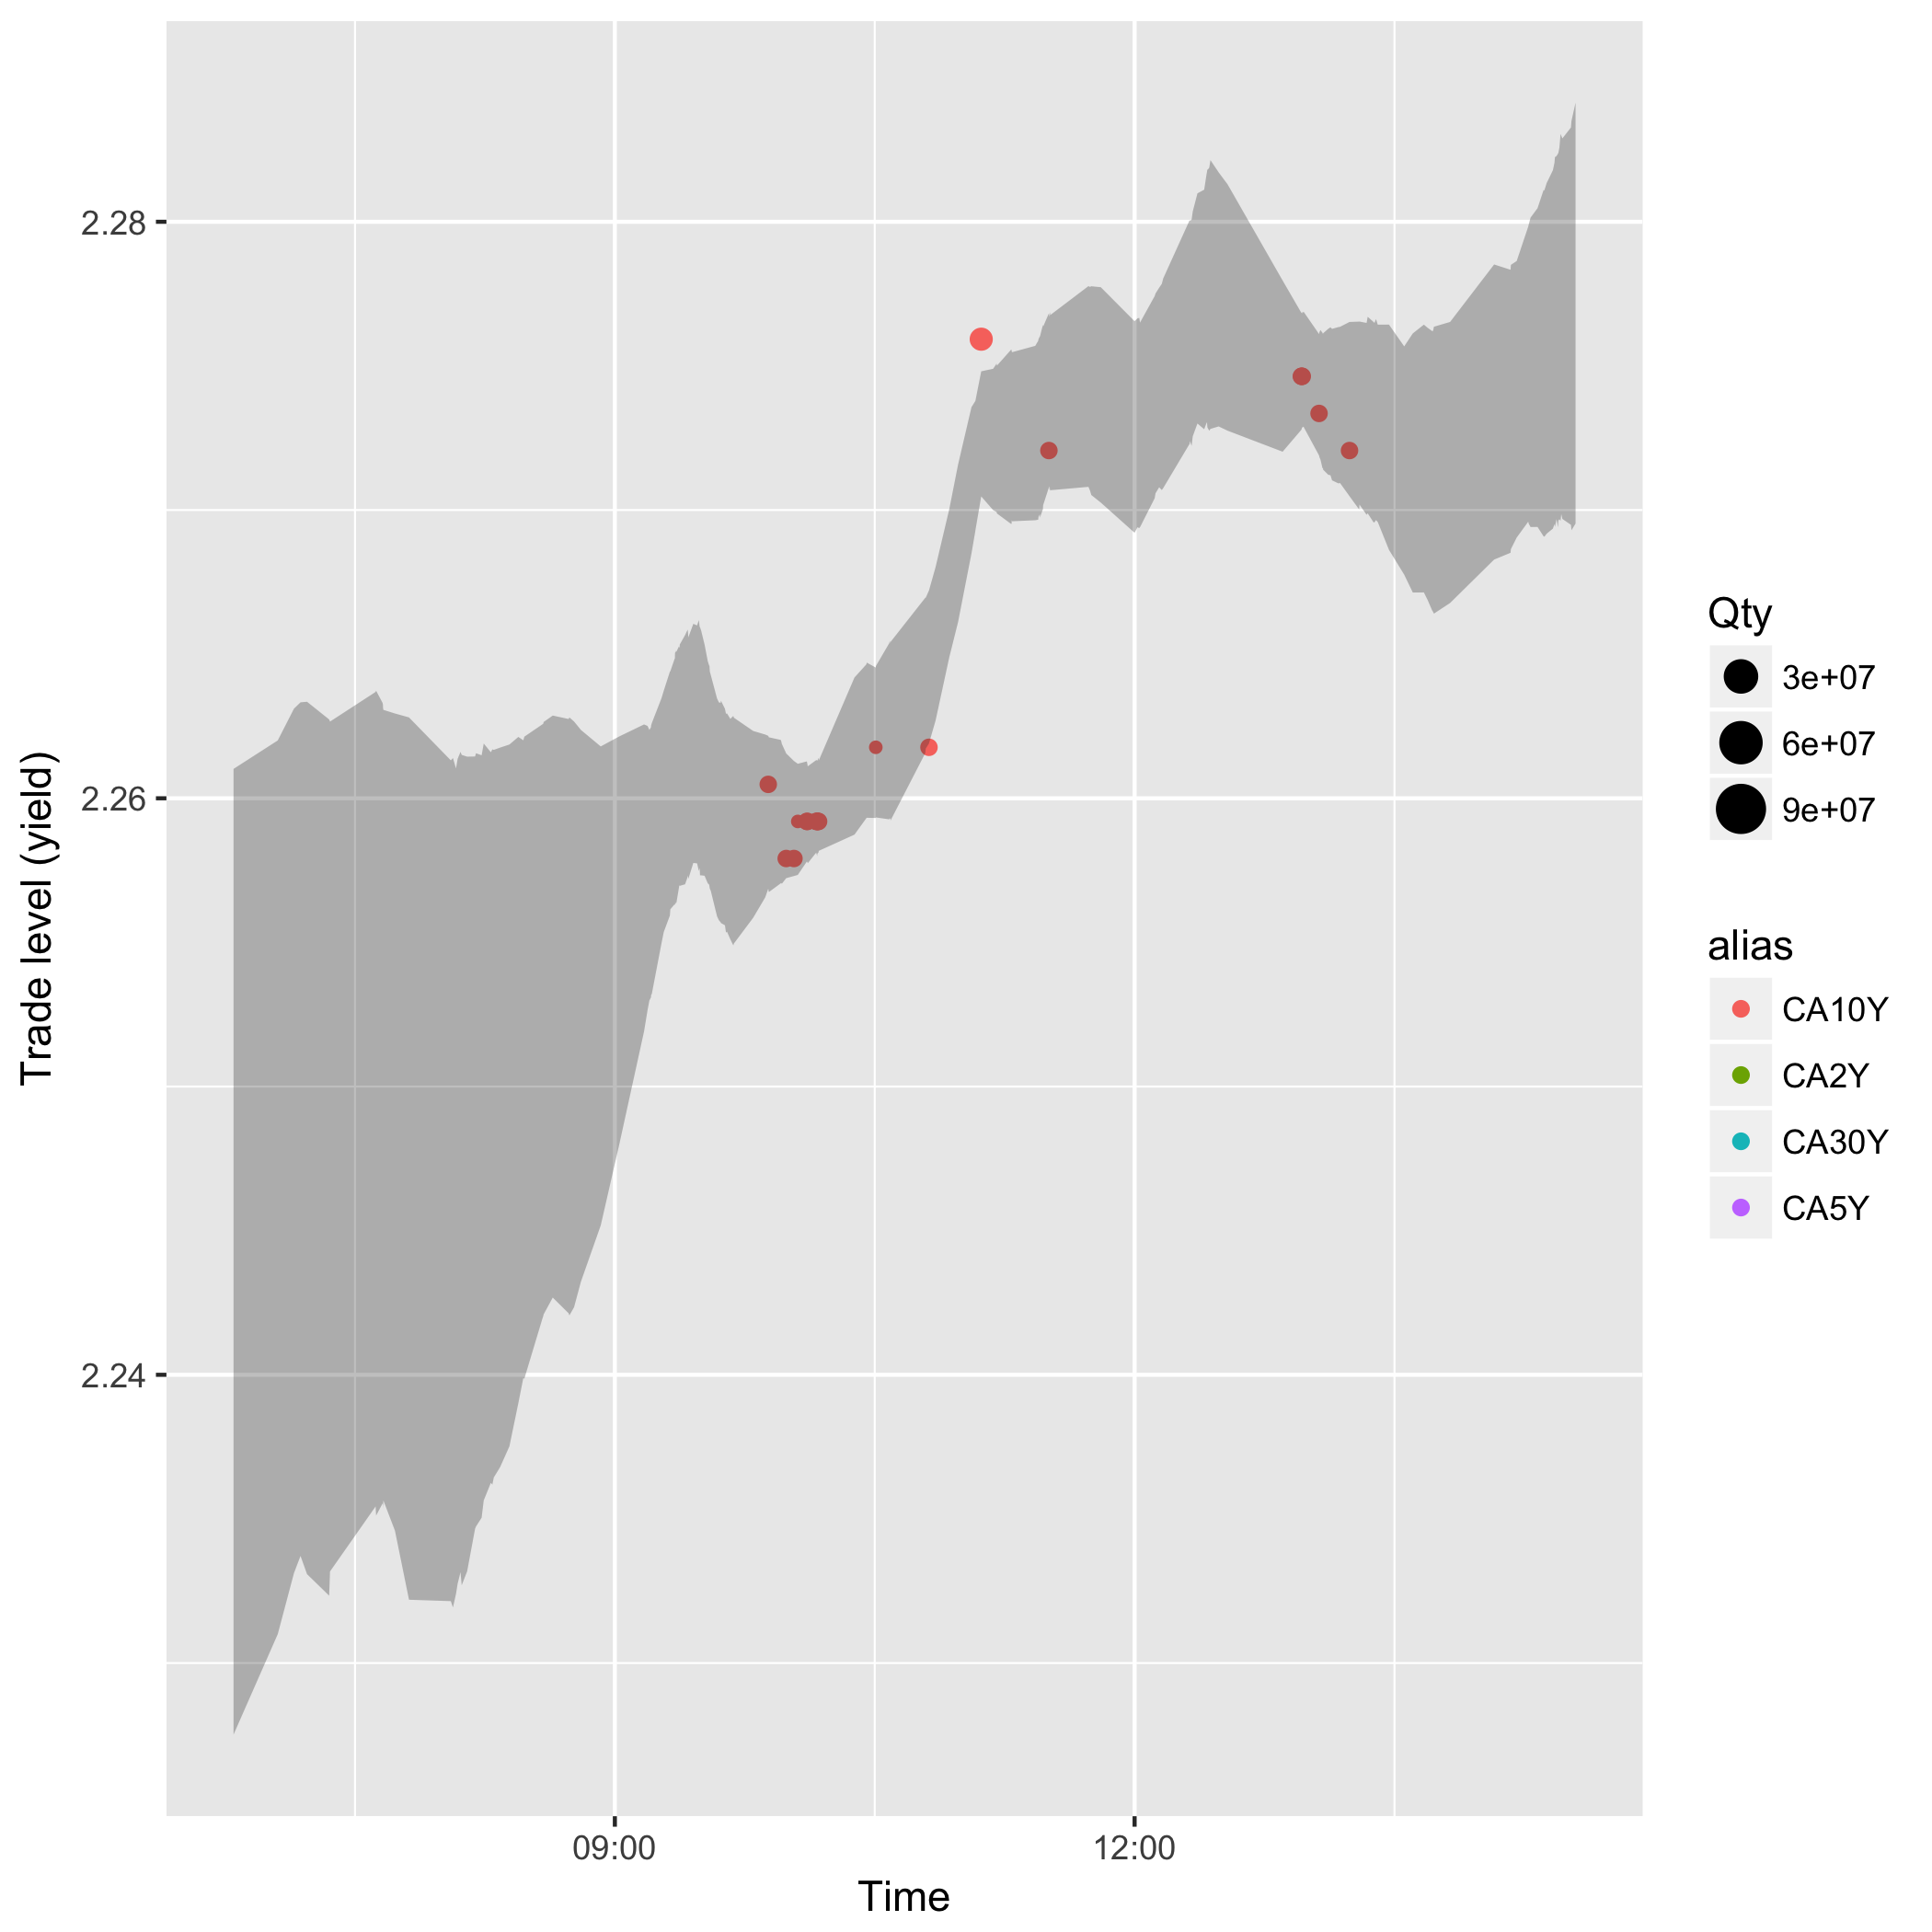 2.28
2.26
2.24
Trade level (yield)
09:00
12:00
Time
Qty
3e+07
6e+07
9e+07
alias
CA10Y
CA2Y
CA30Y
CA5Y